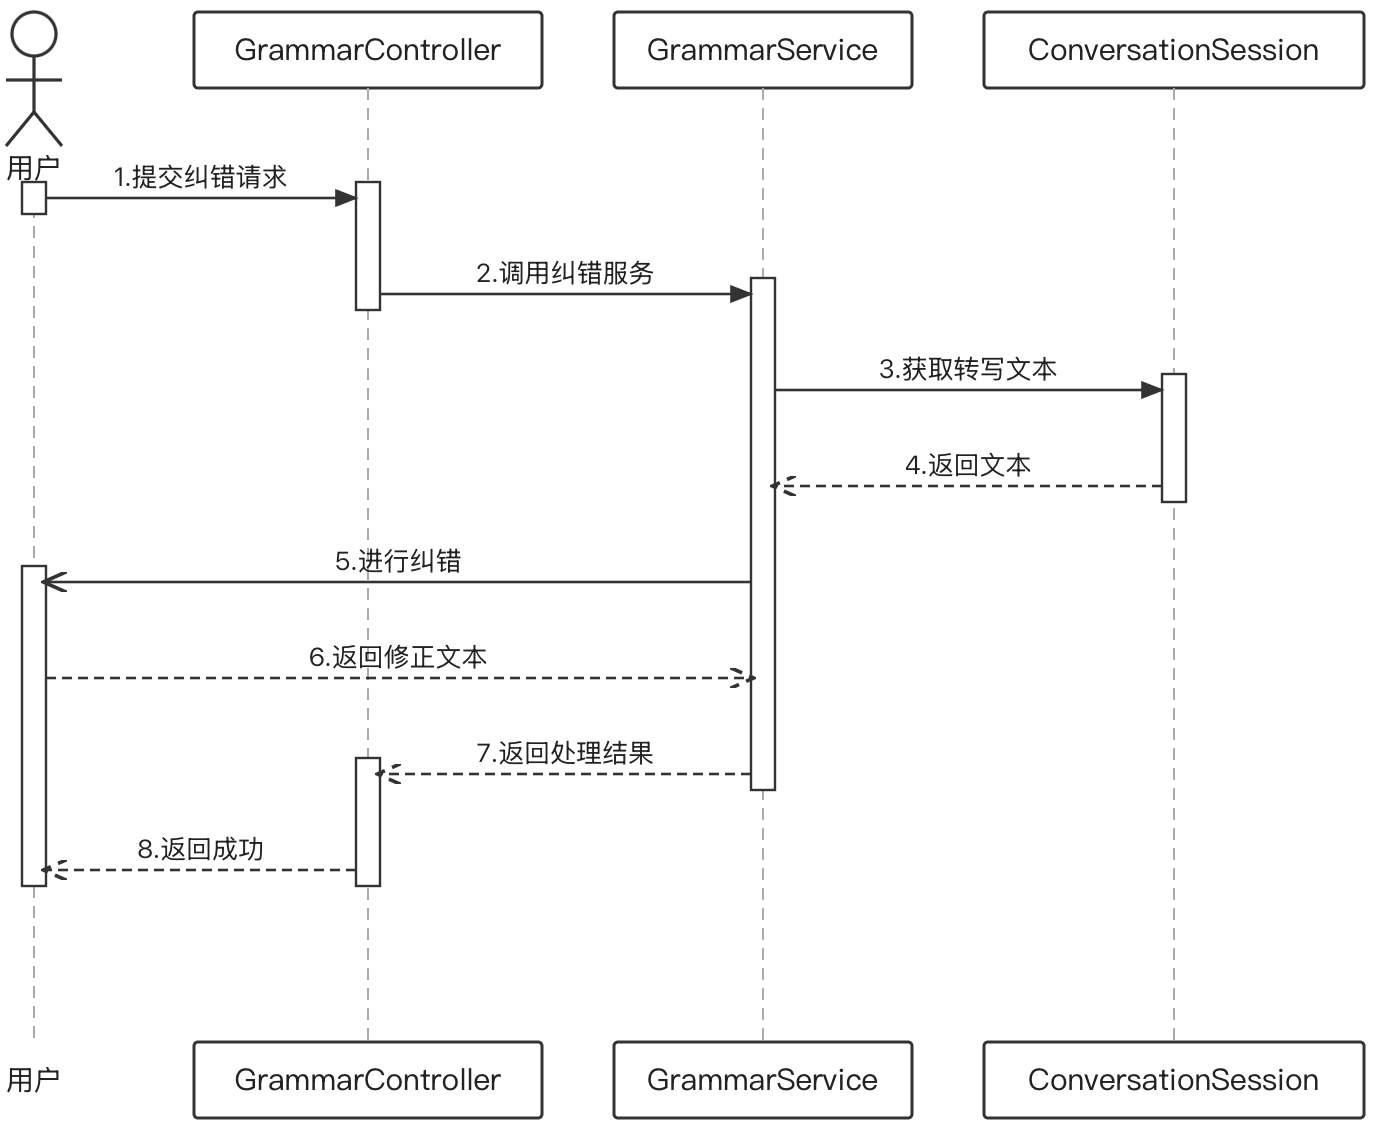 GrammarController
GrammarService
ConversationSession
用户
1.提交纠错请求
2.调用纠错服务
3.获取转写文本
4.返回文本
5.进行纠错
6.返回修正文本
7.返回处理结果
8.返回成功
用户
GrammarController
GrammarService
ConversationSession